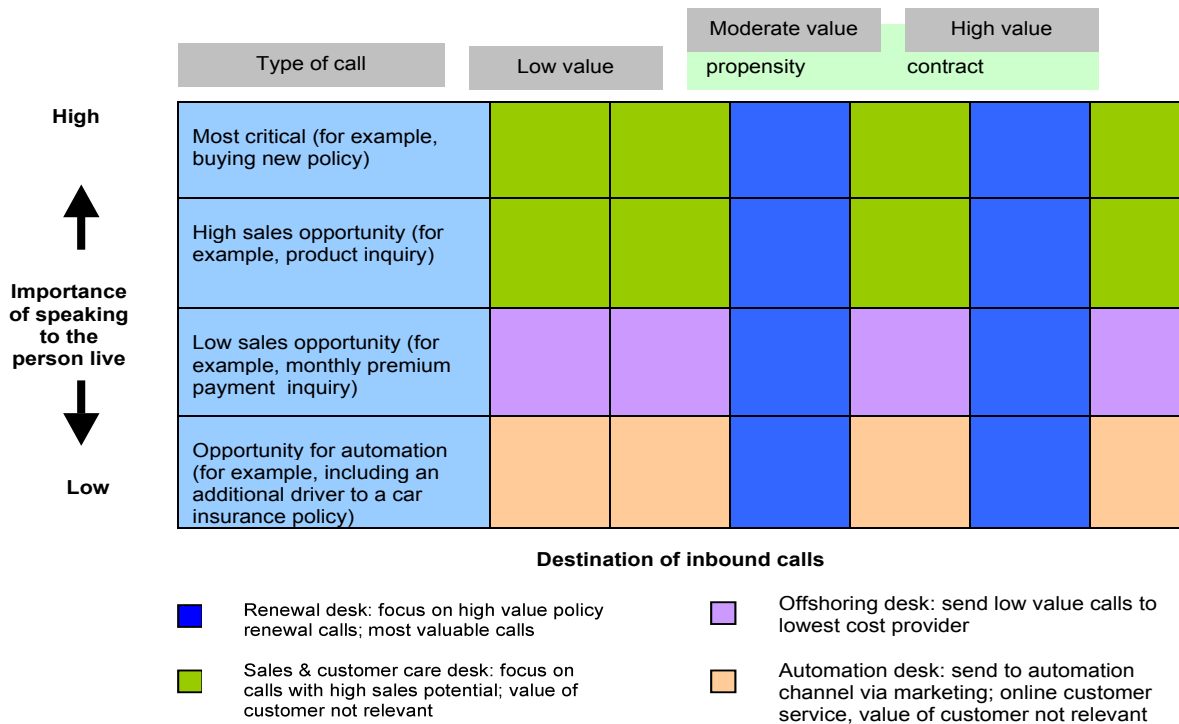 Moderate value
High value
Type of call
Low value
propensity
contract
High
Most critical (for example,
buying new policy)
High sales opportunity (for
example, product inquiry)
Importance
of speaking
to the
person live
Low sales opportunity (for
example, monthly premium
payment inquiry)
Low
Opportunity for automation
(for example, including an
additional driver to a car
insurance policy)
Destination of inbound calls
Renewal desk: focus on high value policy
renewal calls; most valuable calls
Offshoring desk: send low value calls to
lowest cost provider
Sales & customer care desk: focus on
calls with high sales potential; value of
customer not relevant
Automation desk: send to automation
channel via marketing; online customer
service, value of customer not relevant